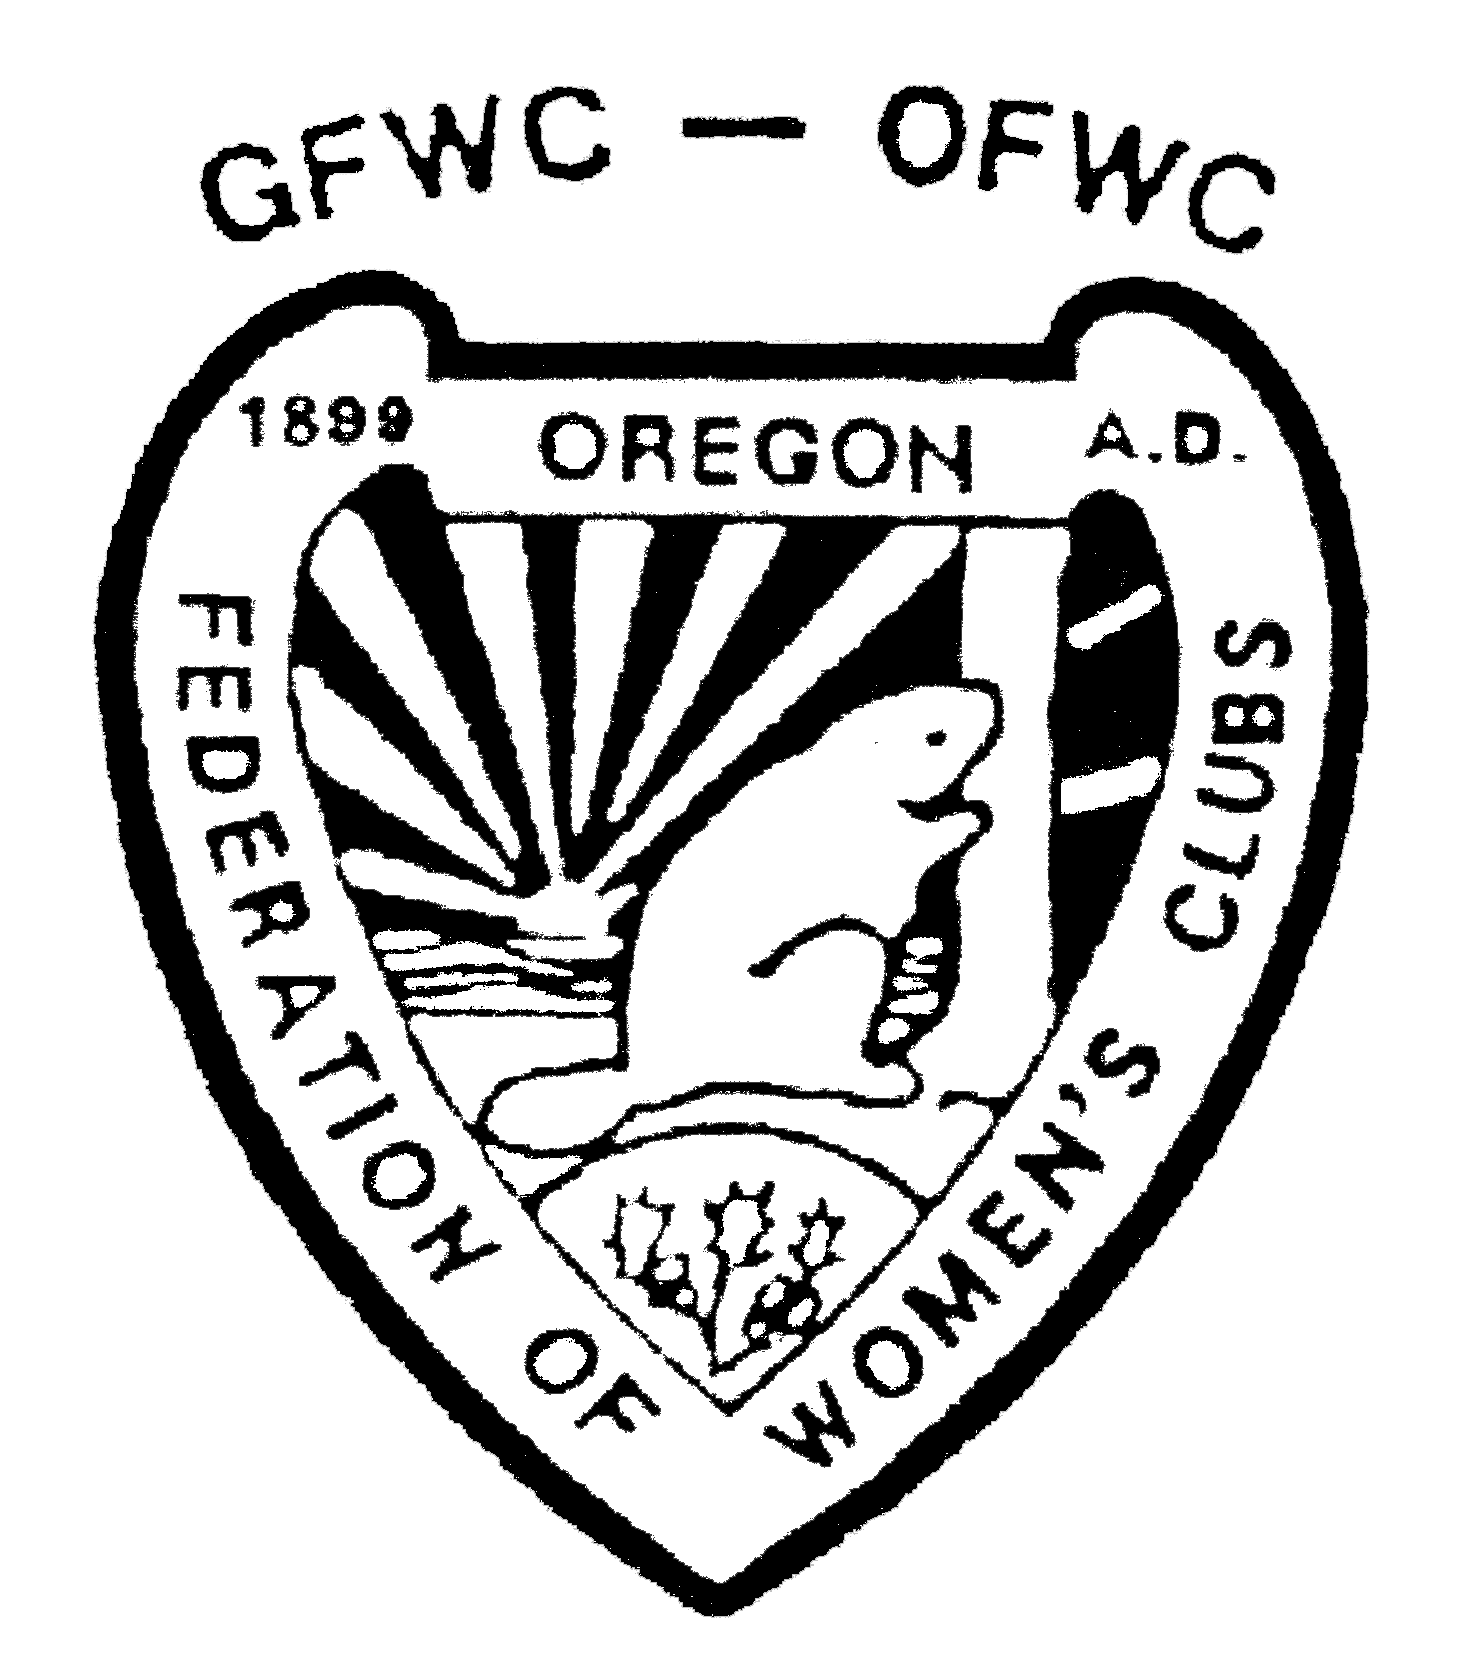 GFWC — OFWC
1899 OREGON A.D.
FEDERATION OF WOMEN'S CLUBS